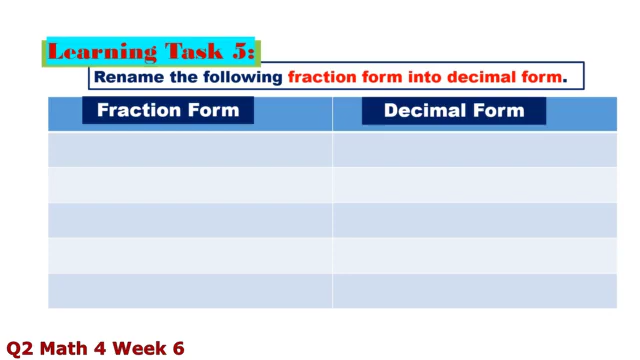 Learning Task 5:
Rename the following fraction form into decimal form.
Fraction Form Decimal Form
Q2 Math 4 Week 6